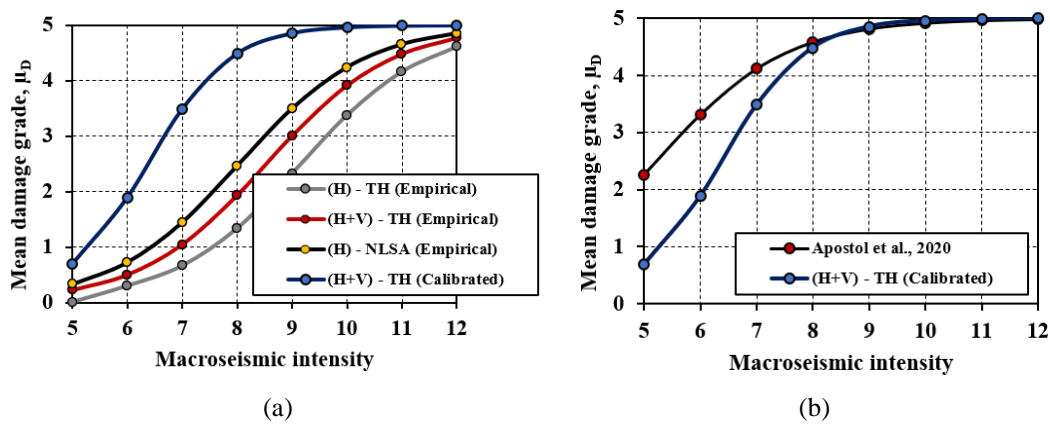 Mean damage grade, μD
5
4
3
2
1
0
(H) - TH (Empirical)
(H+V) - TH (Empirical)
(H) - NLSA (Empirical)
(H+V) - TH (Calibrated)
5 6 7 8 9 10 11 12
Macroseismic intensity
(a)
Mean damage grade, μD
5
4
3
2
1
0
Apostol et al., 2020
(H+V) - TH (Calibrated)
5 6 7 8 9 10 11 12
Macroseismic intensity
(b)